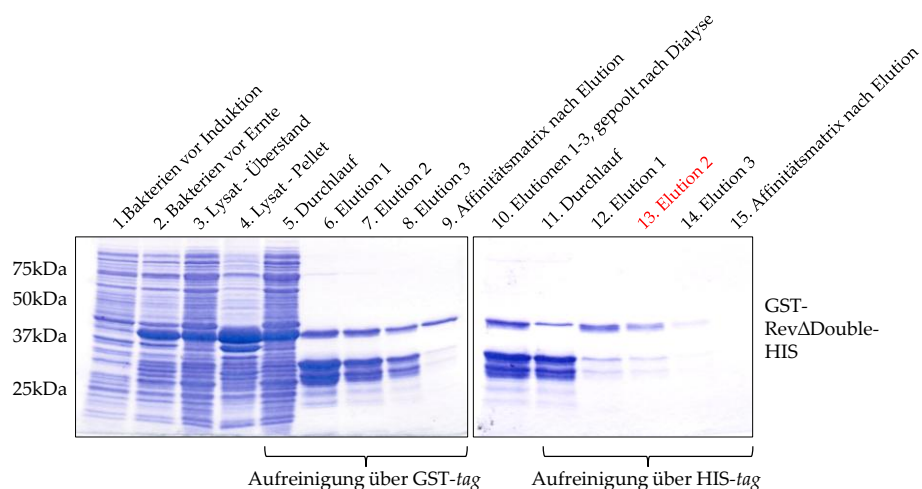 1.Bakterien vor Induktion
2. Bakterien vor Ernte
3. Lysat - Überstand
4. Lysat - Pellet
5. Durchlauf
6. Elution 1
7. Elution 2
8. Elution 3
9. Affinitätsmatrix nach Elution
10. Elutionen 1-3, gepoolt nach Dialyse
11. Durchlauf
12. Elution 1
13. Elution 2
14. Elution 3
15. Affinitätsmatrix nach Elution
75kDa
50kDa
37kDa
25kDa
GST-
RevΔDouble-
HIS
Aufreinigung über GST-tag
Aufreinigung über HIS-tag